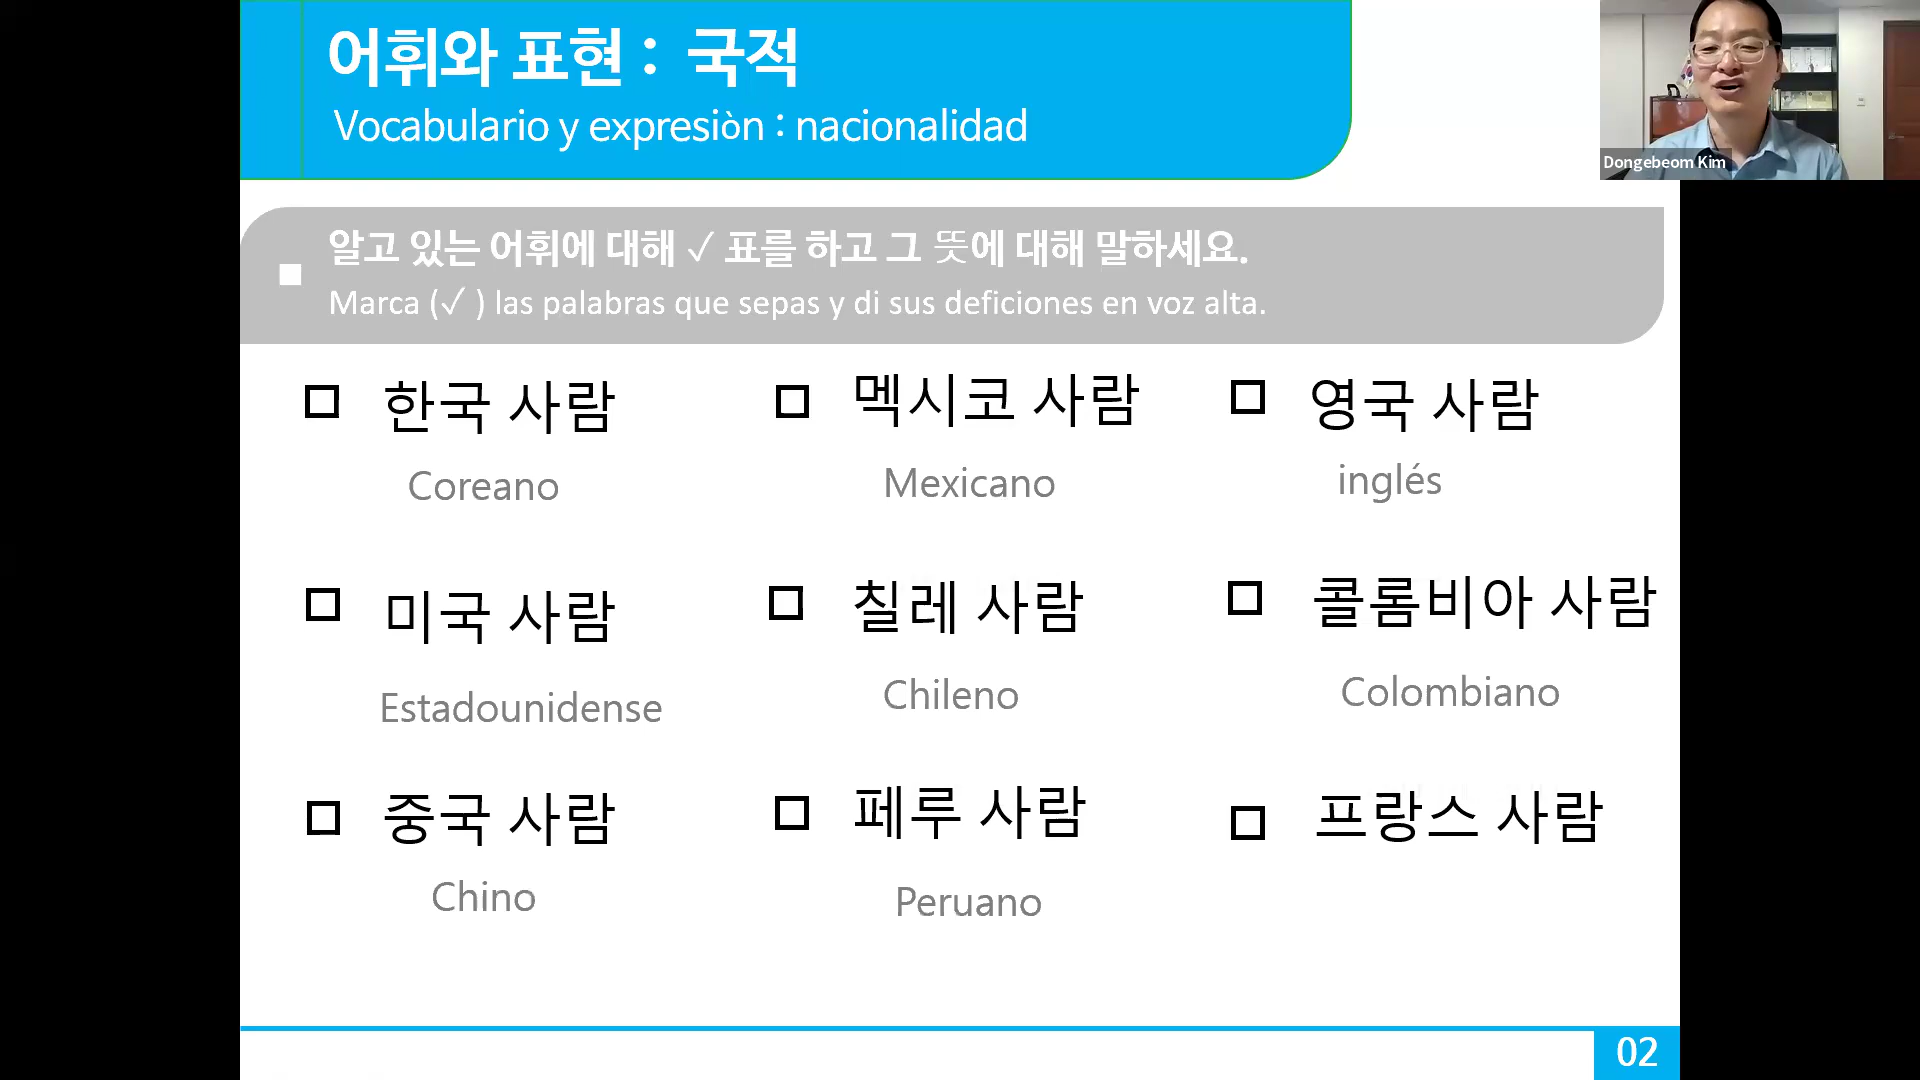 어휘와 표현 : 국적
Vocabulario y expresiòn : nacionalidad
Dongebeom Kim
알고 있는 어휘에 대해 ✓ 표를 하고 그 뜻에 대해 말하세요.
Marca (✓ ) las palabras que sepas y di sus deficiones en voz alta.
한국 사람
멕시코 사람
영국 사람
Coreano
Mexicano
inglés
미국 사람
칠레 사람
콜롬비아 사람
Estadounidense
Chileno
Colombiano
중국 사람
페루 사람
프랑스 사람
Chino
Peruano
02